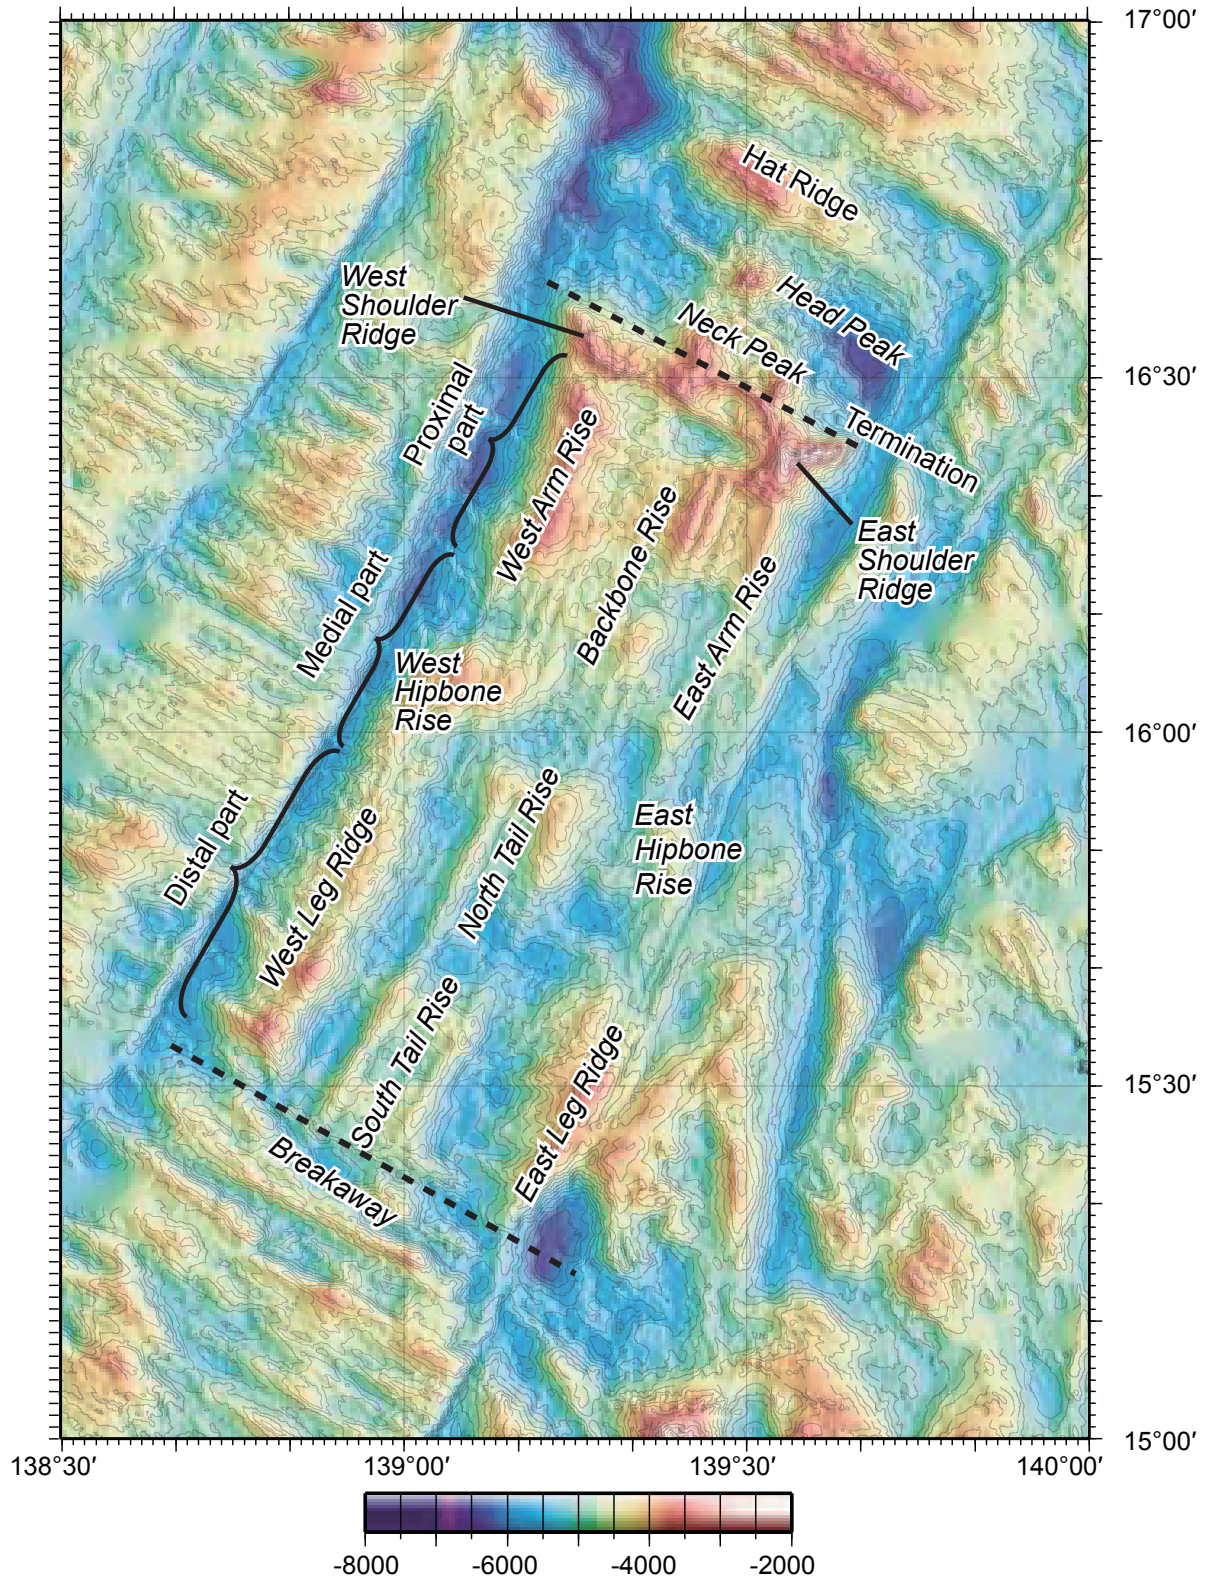 17°00′
Hat Ridge
West
Shoulder
Ridge
Head Peak
Neck Peak
16°30′
Proximal
part
Termination
West Arm Rise
Backbone Rise
East
Shoulder
Ridge
Medial part
East Arm Rise
West
Hipbone
Rise
16°00′
Distal part
West Leg Ridge
North Tail Rise
East
Hipbone
Rise
South Tail Rise
East Leg Ridge
15°30′
Breakaway
15°00′
138°30′
139°00′
139°30′
140°00′
-8000
-6000
-4000
-2000